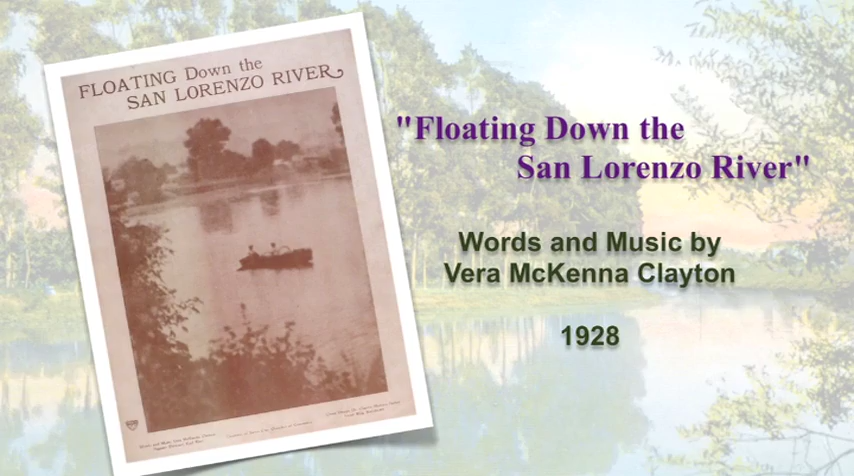 FLOATING Down the
SAN LORENZO RIVER
"Floating Down the
San Lorenzo River"
Words and Music by
Vera McKenna Clayton
1928